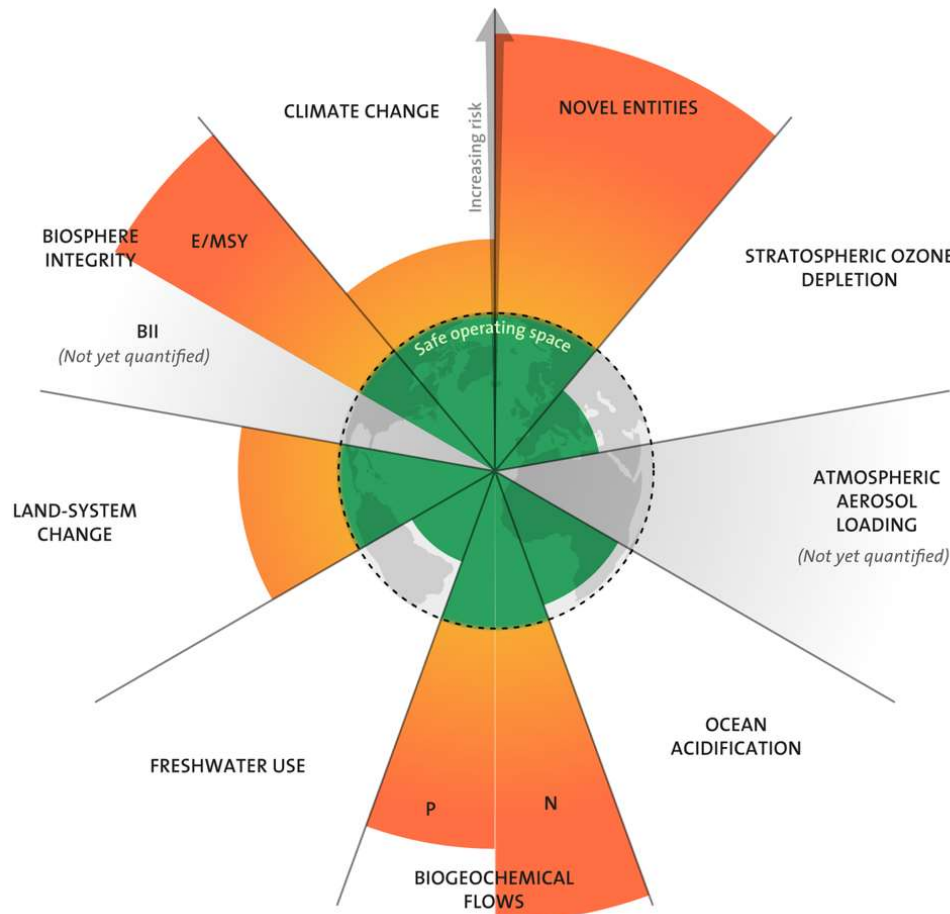 CLIMATE CHANGE
Increasing risk
NOVEL ENTITIES
STRATOSPHERIC OZONE
DEPLETION
ATMOSPHERIC
AEROSOL
LOADING
(Not yet quantified)
OCEAN
ACIDIFICATION
N
P
BIOGEOCHEMICAL
FLOWS
FRESHWATER USE
LAND-SYSTEM
CHANGE
BIOSPHERE
INTEGRITY
E/MSY
BII
(Not yet quantified)
Safe operating space